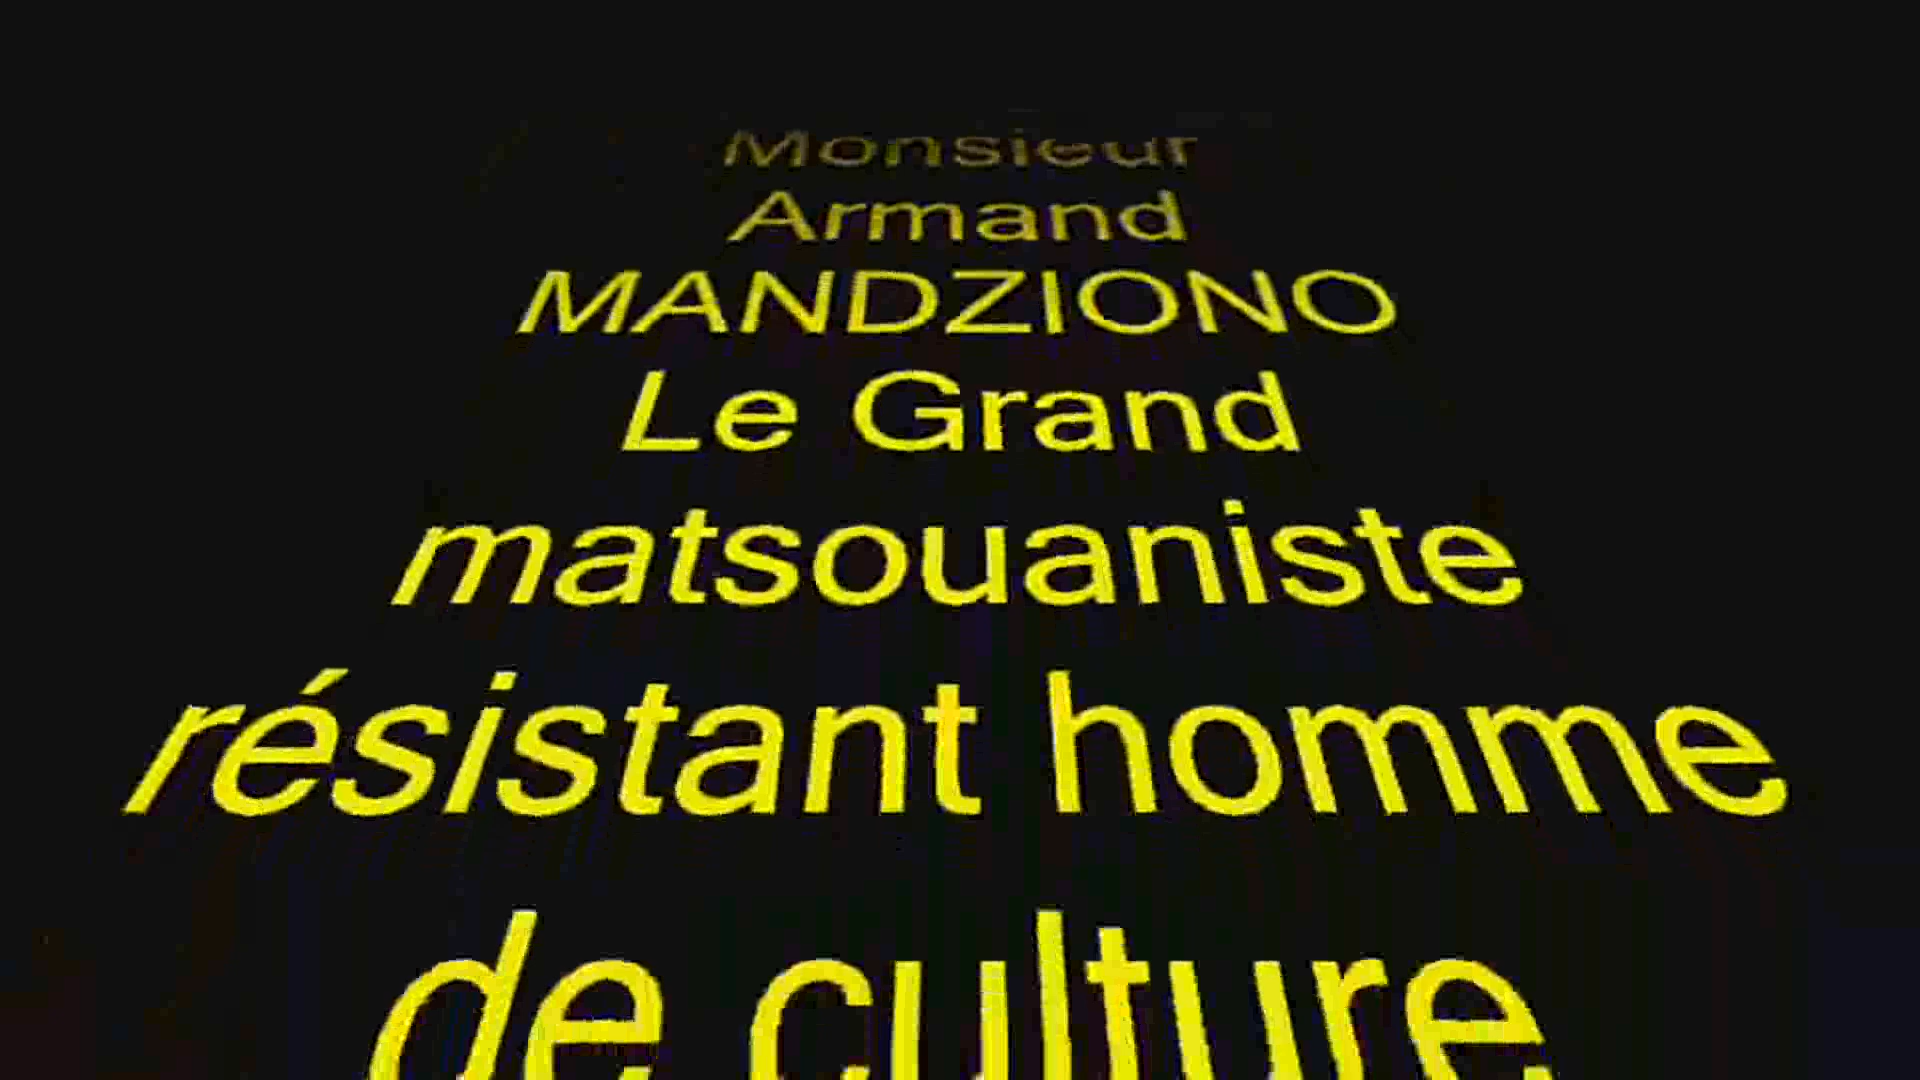 Monsieur
Armand
MANDZIONO
Le Grand
matsouaniste
résistant homme
de culture